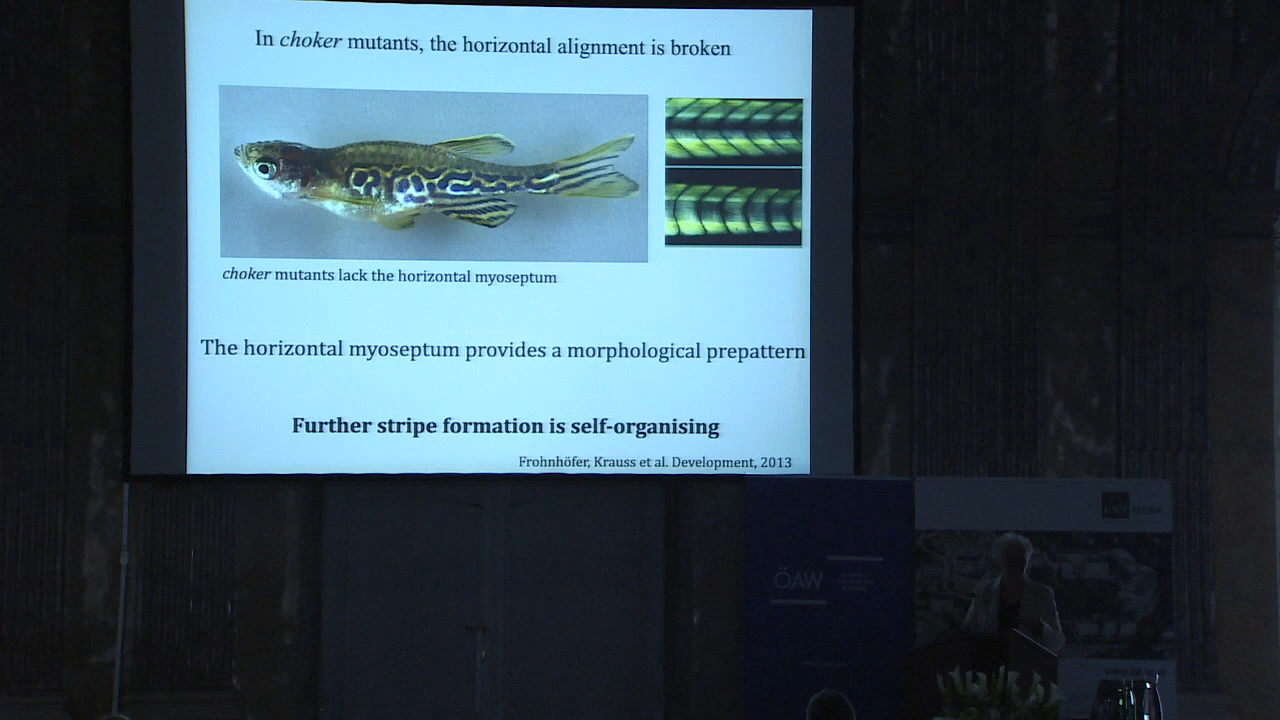 In choker mutants, the horizontal alignment is broken
choker mutants lack the horizontal myoseptum
The horizontal myoseptum provides a morphological prepattern
Further stripe formation is self-organising
Frohnhöfer, Krauss et al. Development, 2013
ÖAW